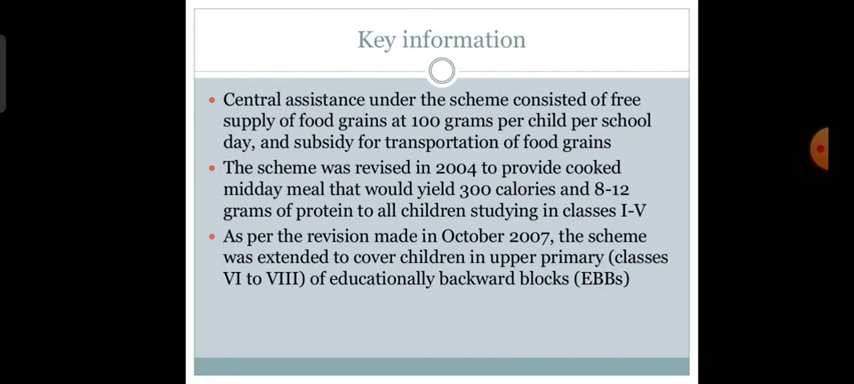 Key information
• Central assistance under the scheme consisted of free
supply of food grains at 100 grams per child per school
day, and subsidy for transportation of food grains
• The scheme was revised in 2004 to provide cooked
midday meal that would yield 300 calories and 8-12
grams of protein to all children studying in classes I-V
• As per the revision made in October 2007, the scheme
was extended to cover children in upper primary (classes
VI to VIII) of educationally backward blocks (EBBs)